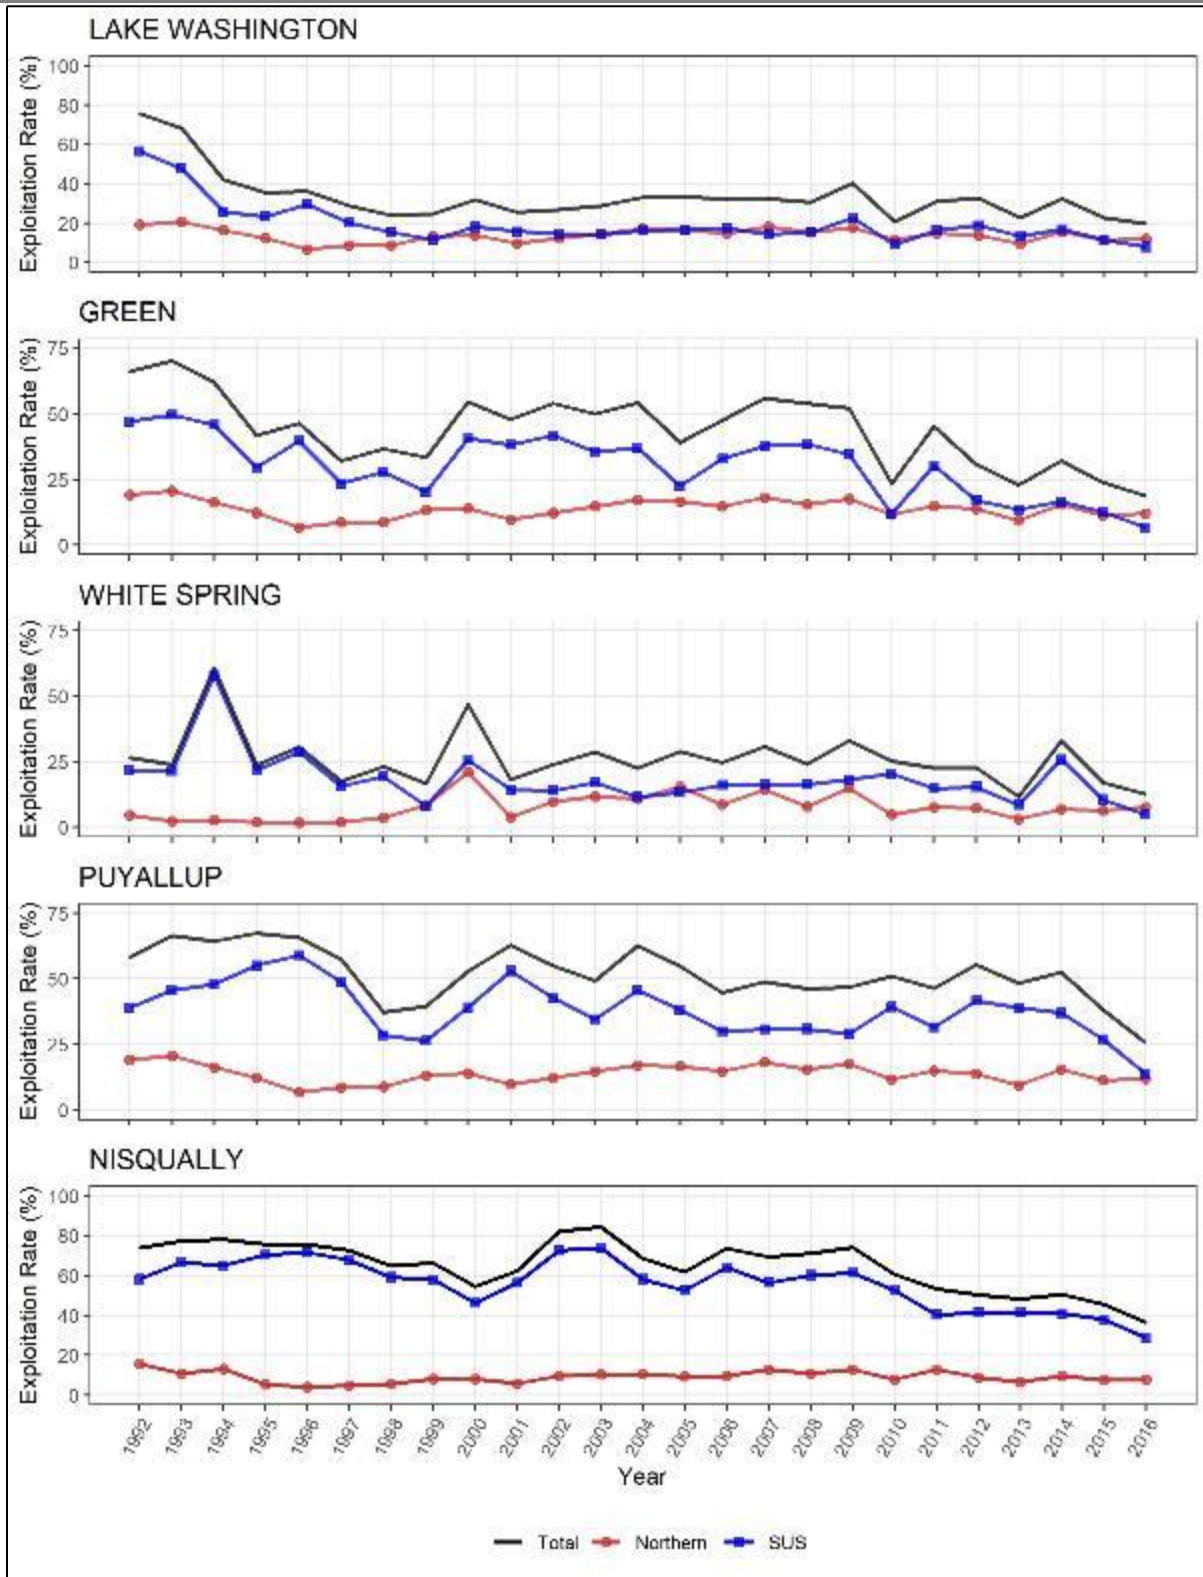 LAKE WASHINGTON
Exploitation Rate (%)
100
80
60
40
20
0
GREEN
Exploitation Rate (%)
75
50
25
0
WHITE SPRING
Exploitation Rate (%)
75
50
25
0
PUYALLUP
Exploitation Rate (%)
75
50
25
0
NISQUALLY
Exploitation Rate (%)
100
80
60
40
20
0
1992 1993 1994 1995 1996 1997 1998 1999 2000 2001 2002 2003 2004 2005 2006 2007 2008 2009 2010 2011 2012 2013 2014 2015 2016
Year
Total Northern SUS